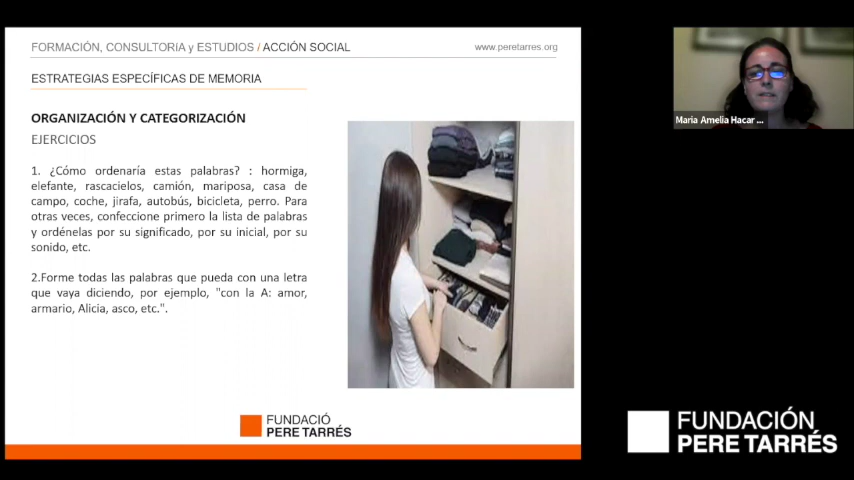 FORMACIÓN, CONSULTORIA y ESTUDIOS / ACCIÓN SOCIAL
www.peretarres.org
ESTRATEGIAS ESPECÍFICAS DE MEMORIA
ORGANIZACIÓN Y CATEGORIZACIÓN
EJERCICIOS
1. ¿Cómo ordenaría estas palabras? : hormiga,
elefante, rascacielos, camión, mariposa, casa de
campo, coche, jirafa, autobús, bicicleta, perro. Para
otras veces, confeccione primero la lista de palabras
y ordénelas por su significado, por su inicial, por su
sonido, etc.
2.Forme todas las palabras que pueda con una letra
que vaya diciendo, por ejemplo, "con la A: amor,
armario, Alicia, asco, etc.".
FUNDACIÓ
PERE TARRÉS
Maria Amelia Hacar ...
FUNDACIÓN
PERE TARRÉS